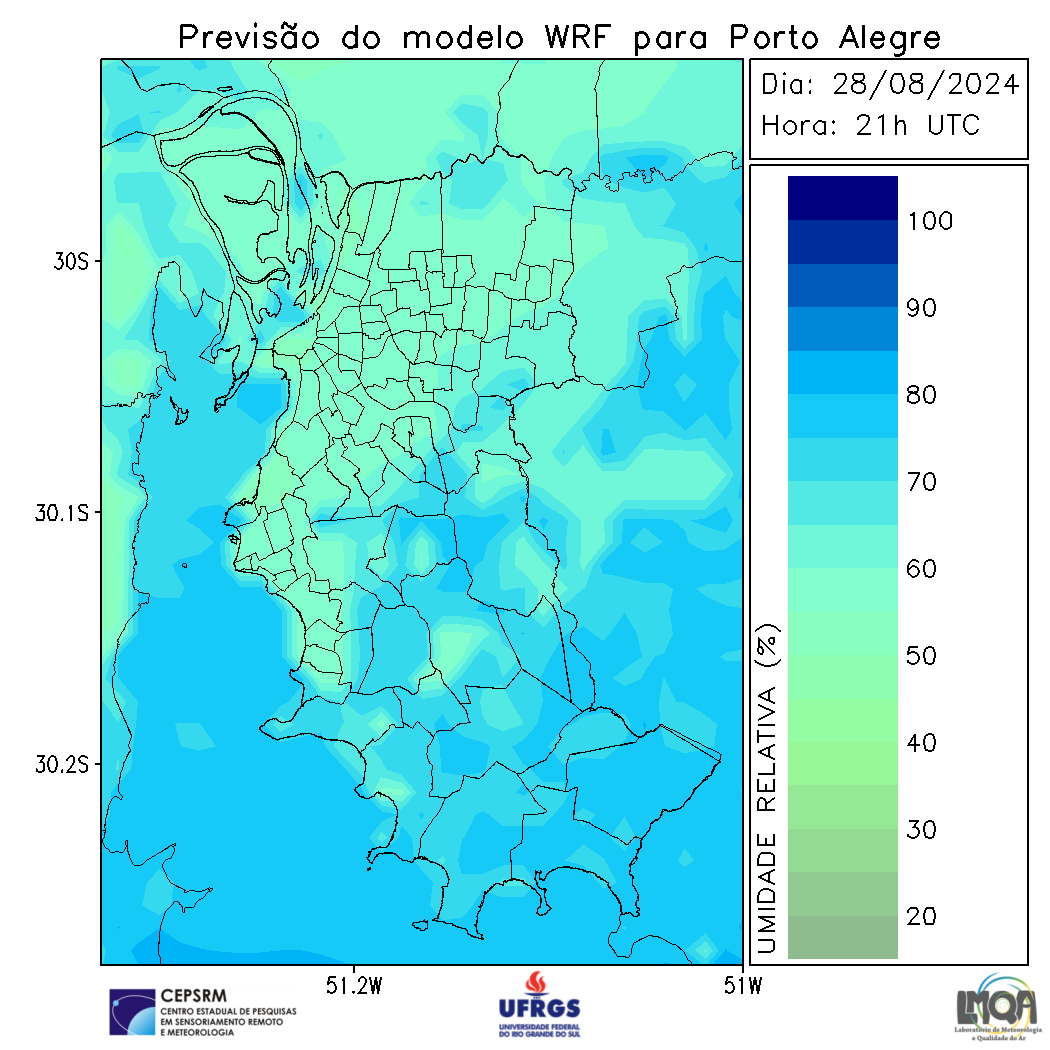 Previsão do modelo WRF para Porto Alegre
Dia: 28/08/2024
Hora: 21h UTC
30S
30.1S
30.2S
51.2W
51W
100
90
80
70
60
50
40
30
20
UMIDADE RELATIVA (%)
CEPSRM
CENTRO ESTADUAL DE PESQUISAS
EM SENSORIAMENTO REMOTO
E METEOROLOGIA
UFRGS
UNIVERSIDADE FEDERAL
DO RIO GRANDE DO SUL
LMQA
Laboratório de Meteorologia
e Qualidade do Ar